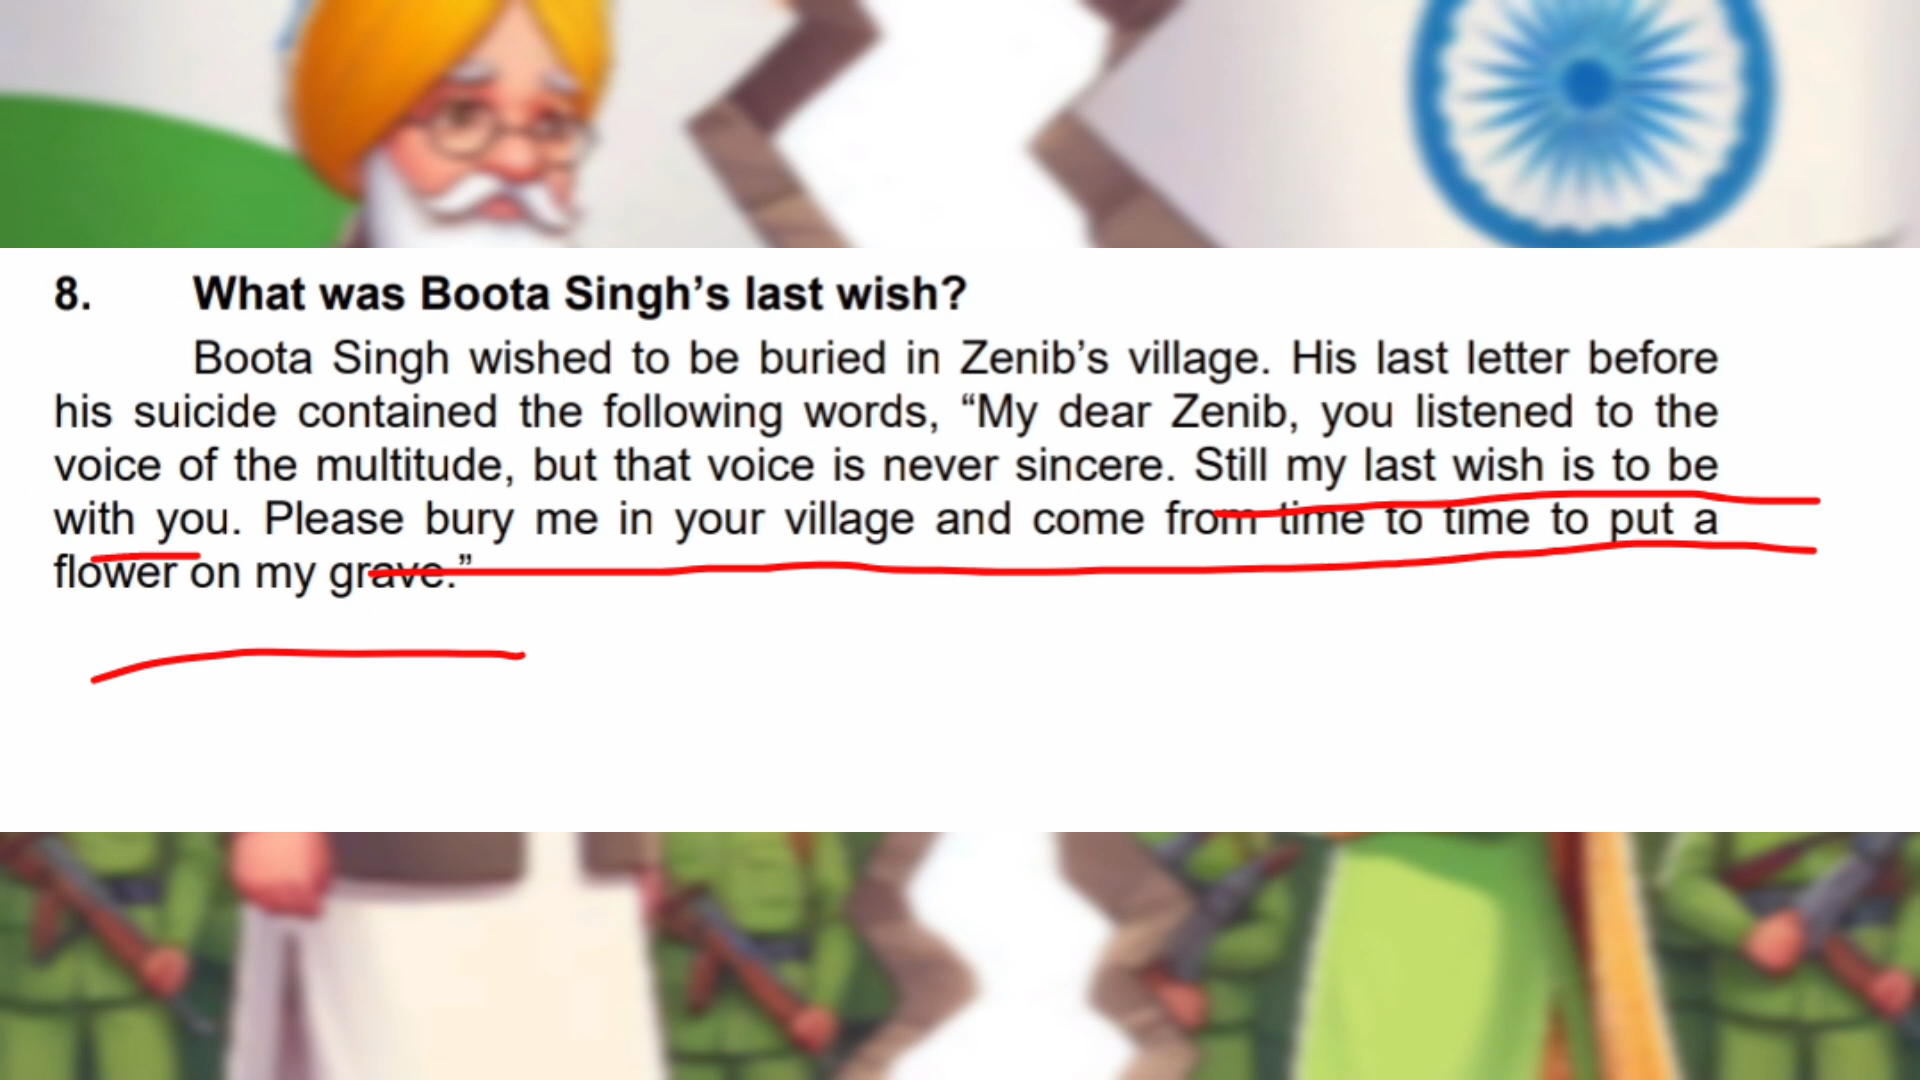 8. What was Boota Singh’s last wish?
Boota Singh wished to be buried in Zenib’s village. His last letter before
his suicide contained the following words, “My dear Zenib, you listened to the
voice of the multitude, but that voice is never sincere. Still my last wish is to be
with you. Please bury me in your village and come from time to time to put a
flower on my grave.”